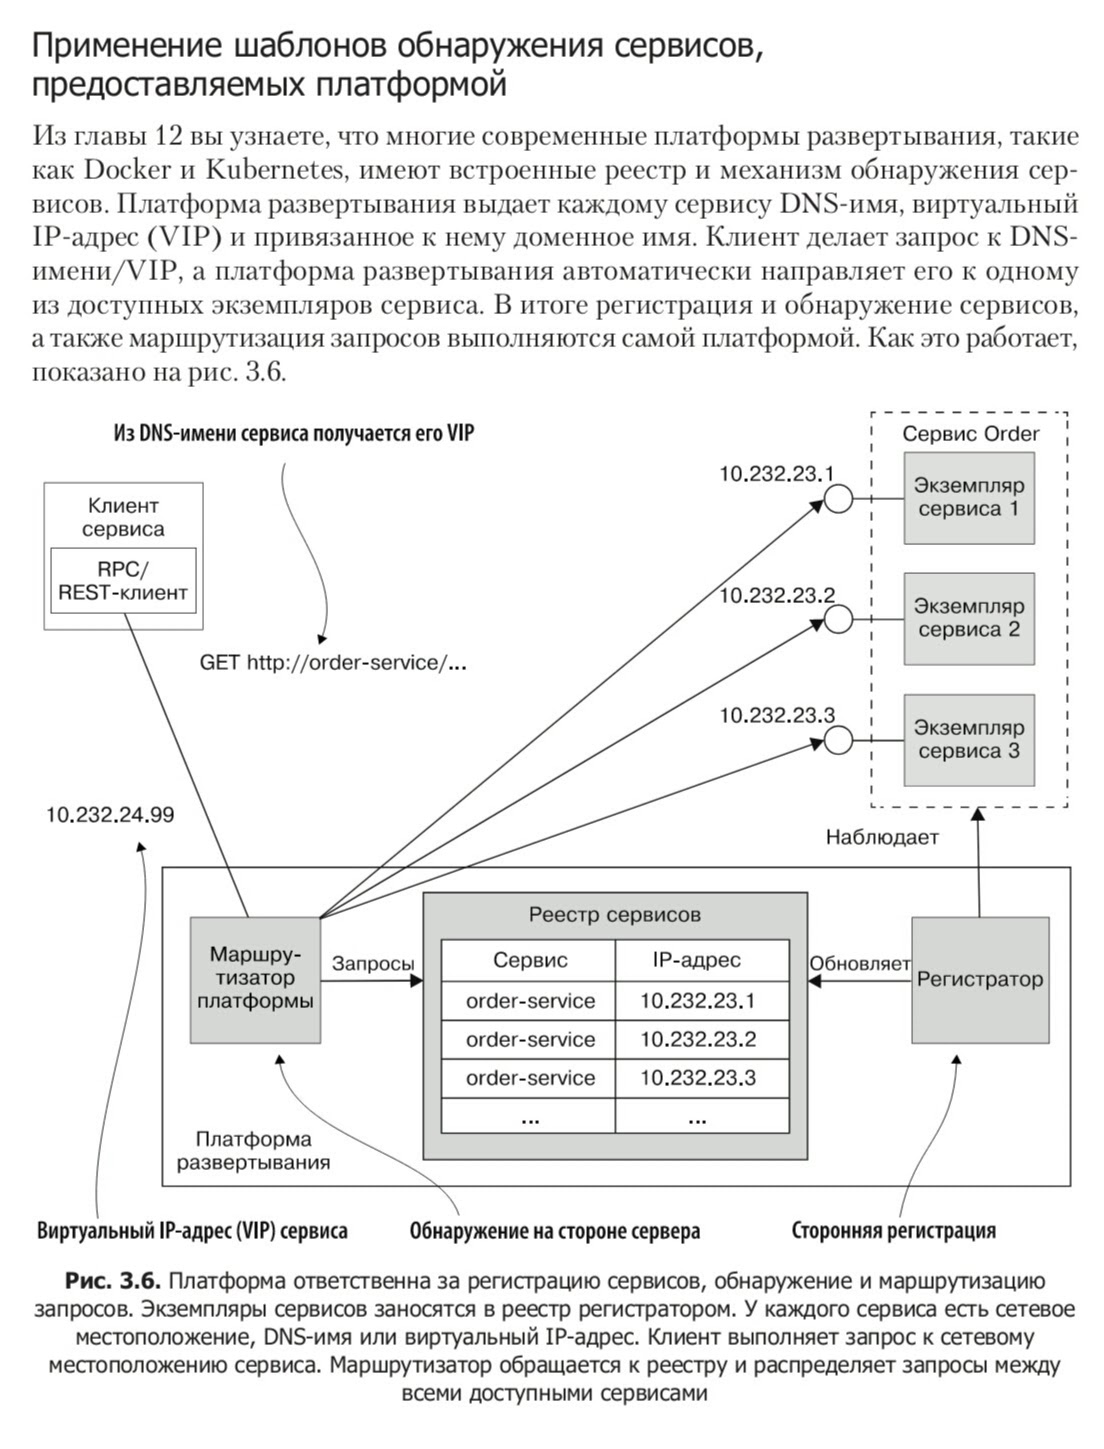 Применение шаблонов обнаружения сервисов,
предоставляемых платформой
Из главы 12 вы узнаете, что многие современные платформы развертывания, такие
как Docker и Kubernetes, имеют встроенные реестр и механизм обнаружения сер-
висов. Платформа развертывания выдает каждому сервису DNS-имя, виртуальный
IP-адрес (VIP) и привязанное к нему доменное имя. Клиент делает запрос к DNS-
имени/VIP, а платформа развертывания автоматически направляет его к одному
из доступных экземпляров сервиса. В итоге регистрация и обнаружение сервисов,
а также маршрутизация запросов выполняются самой платформой. Как это работает,
показано на рис. 3.6.
Из DNS-имени сервиса получается его VIP
Клиент
сервиса
RPC/
REST-клиент
GET http://order-service/...
Сервис Order
10.232.23.1
Экземпляр
сервиса 1
10.232.23.2
Экземпляр
сервиса 2
10.232.23.3
Экземпляр
сервиса 3
10.232.24.99
Наблюдает
Маршру-
тизатор
платформы
Запросы
Реестр сервисов
Сервис IP-адрес
order-service 10.232.23.1
order-service 10.232.23.2
order-service 10.232.23.3
... ...
Обновляет
Регистратор
Платформа
развертывания
Виртуальный IP-адрес (VIP) сервиса
Обнаружение на стороне сервера
Сторонняя регистрация
Рис. 3.6. Платформа ответственна за регистрацию сервисов, обнаружение и маршрутизацию
запросов. Экземпляры сервисов заносятся в реестр регистратором. У каждого сервиса есть сетевое
местоположение, DNS-имя или виртуальный IP-адрес. Клиент выполняет запрос к сетевому
местоположению сервиса. Маршрутизатор обращается к реестру и распределяет запросы между
всеми доступными сервисами